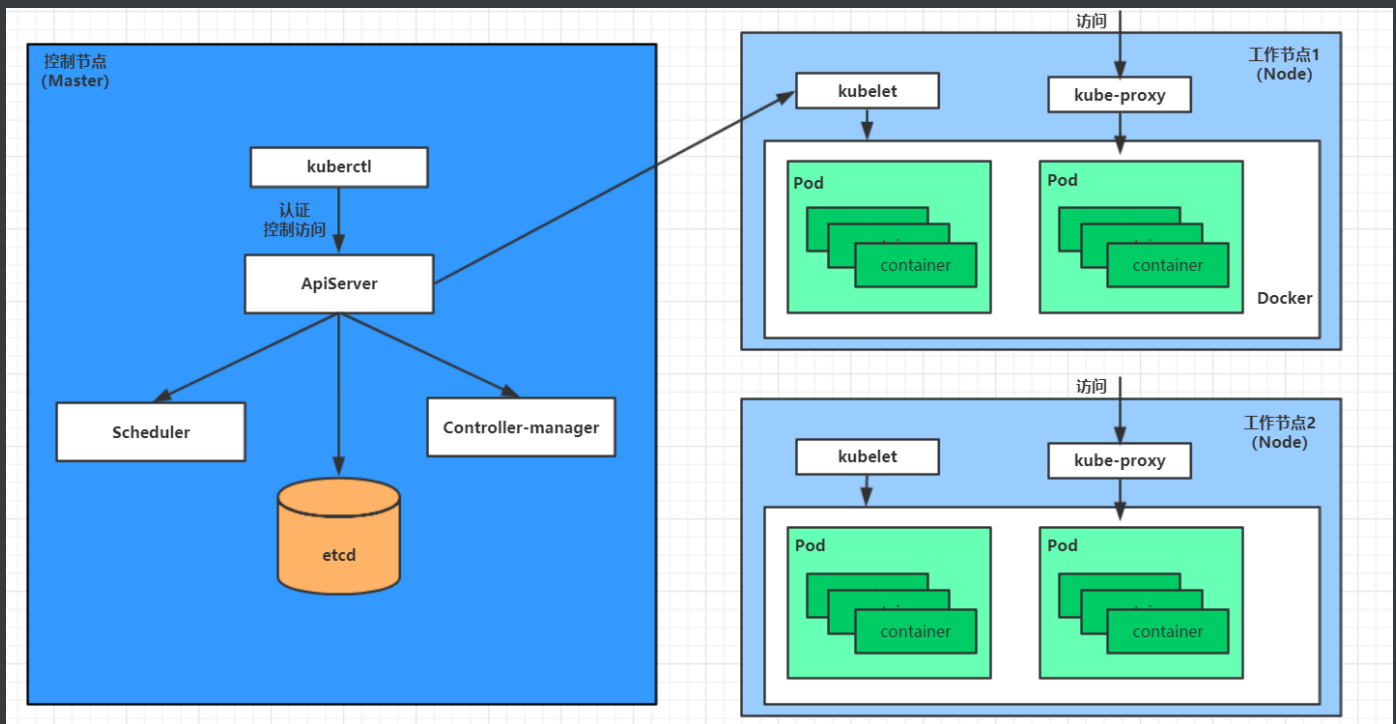 控制节点
(Master)
kuberctl
认证
控制访问
ApiServer
Scheduler
Controller-manager
etcd
访问
工作节点1
(Node)
kubelet
kube-proxy
Pod
container
Pod
container
Docker
访问
工作节点2
(Node)
kubelet
kube-proxy
Pod
container
Pod
container